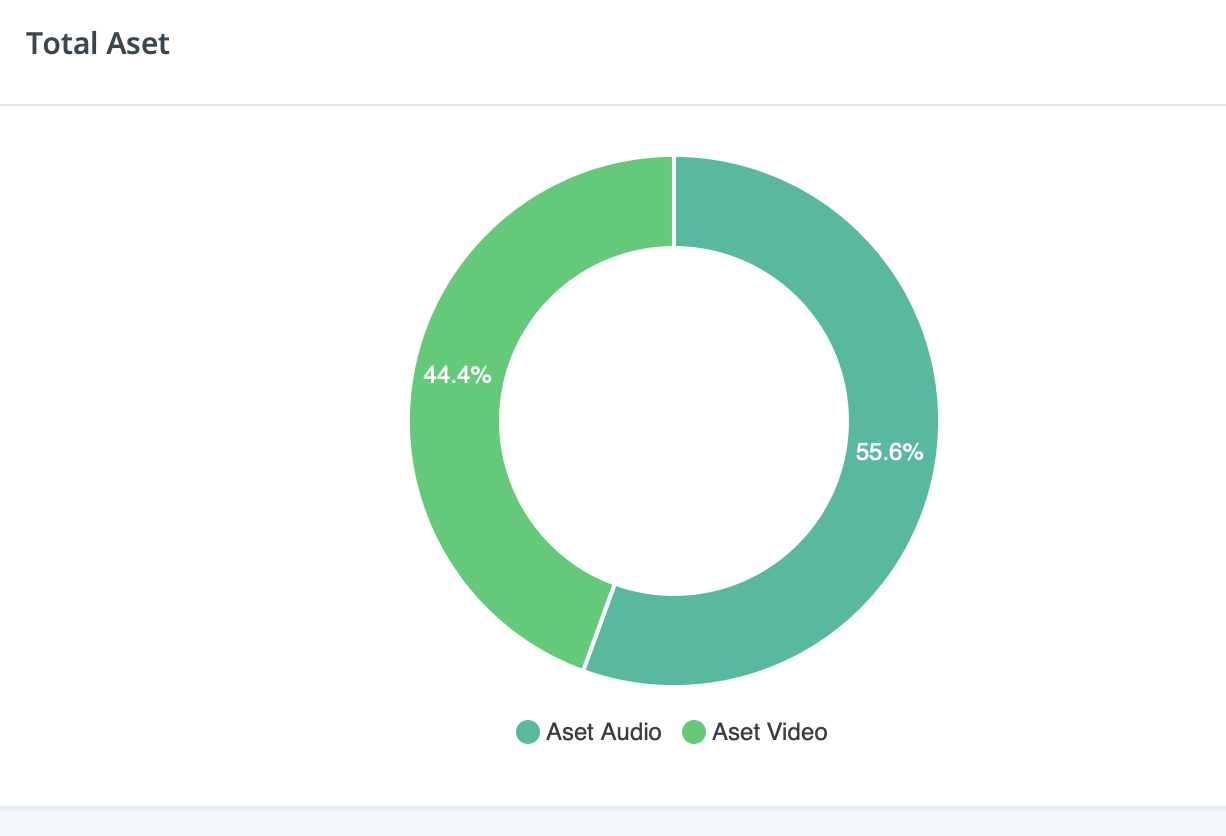 Total Aset
44.4%
55.6%
Aset Audio Aset Video